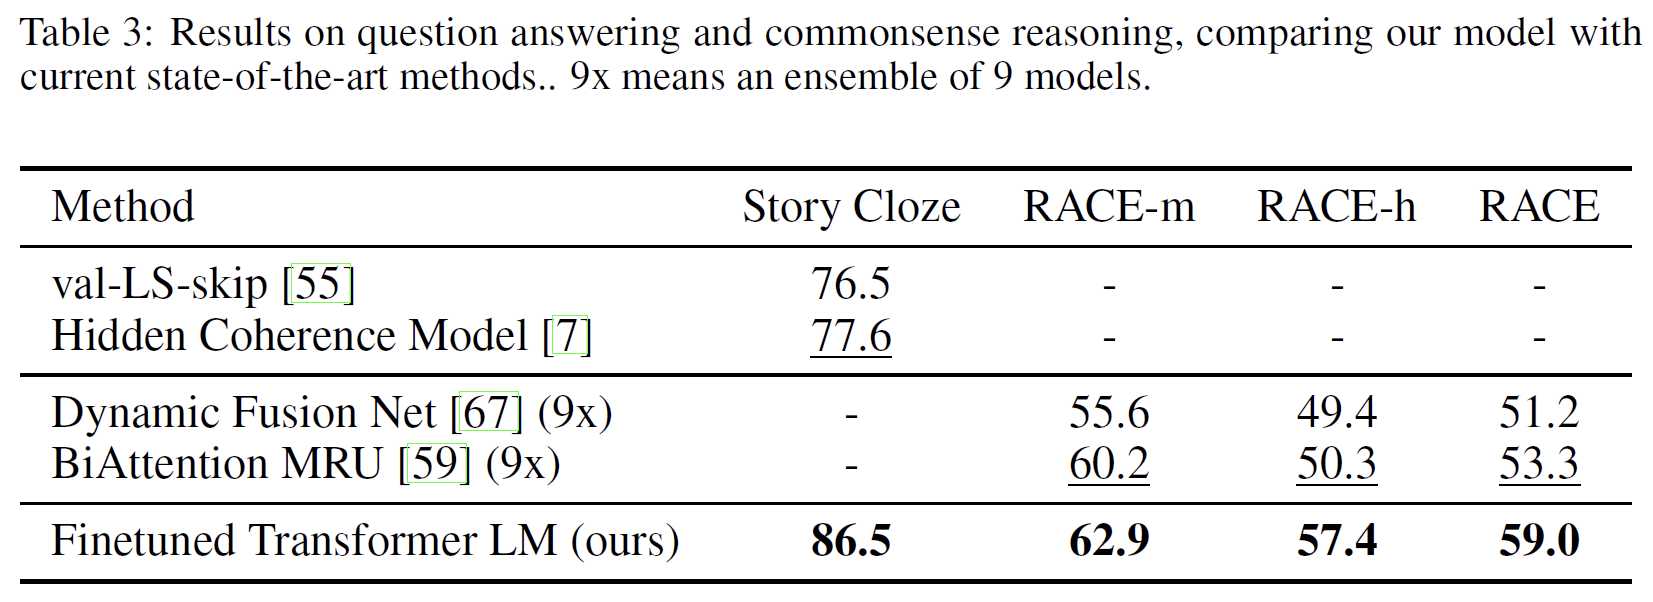 Table 3: Results on question answering and commonsense reasoning, comparing our model with
current state-of-the-art methods.. 9x means an ensemble of 9 models.
Method Story Cloze RACE-m RACE-h RACE
val-LS-skip [55] 76.5 - - -
Hidden Coherence Model [7] 77.6 - - -
Dynamic Fusion Net [67] (9x) - 55.6 49.4 51.2
BiAttention MRU [59] (9x) - 60.2 50.3 53.3
Finetuned Transformer LM (ours) 86.5 62.9 57.4 59.0